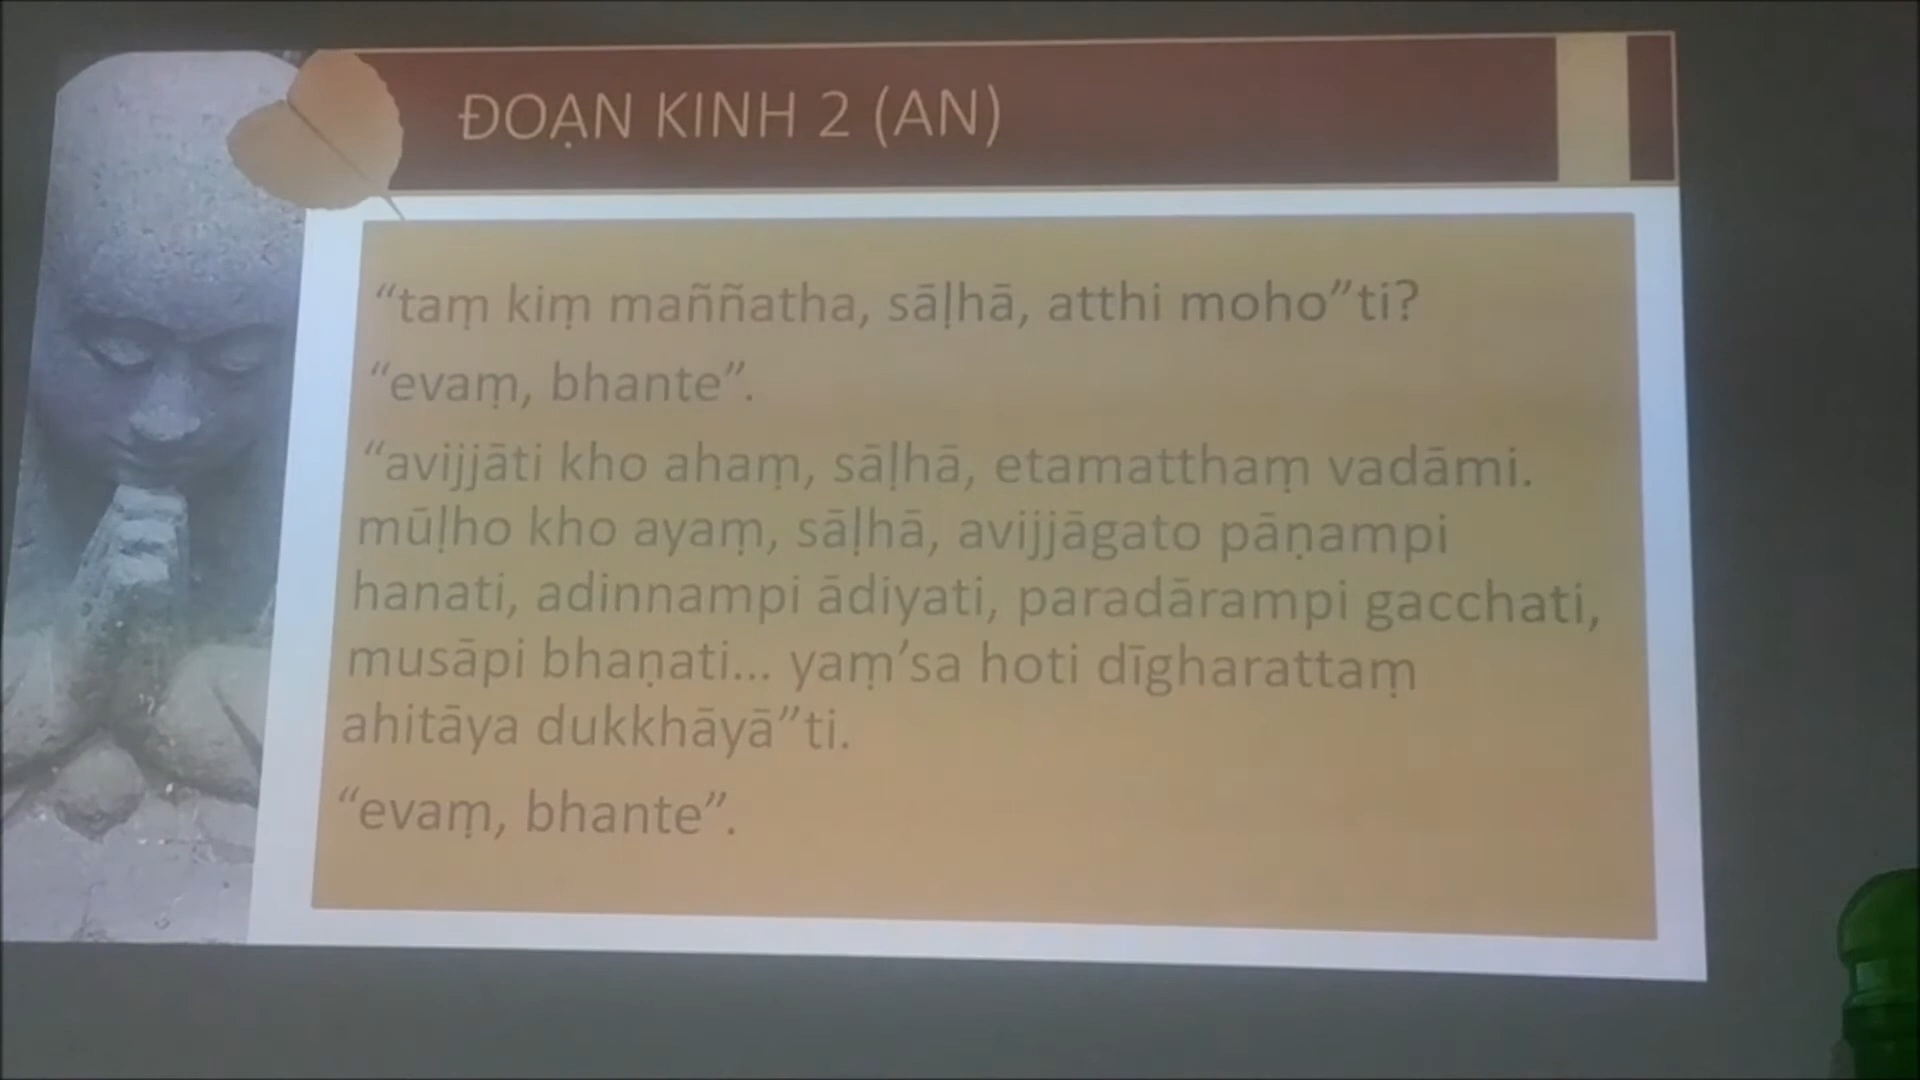 ĐOẠN KINH 2 (AN)
“taṃ kiṃ maññatha, sāḷhā, atthi moho”ti?
“evaṃ, bhante”.
“avijjāti kho ahaṃ, sāḷhā, etamatthaṃ vadāmi.
mūḷho kho ayaṃ, sāḷhā, avijjāgato pāṇampi
hanati, adinnampi ādiyati, paradārampi gacchati,
musāpi bhaṇati... yaṃ’sa hoti dīgharattaṃ
ahitāya dukkhāyā”ti.
“evaṃ, bhante”.